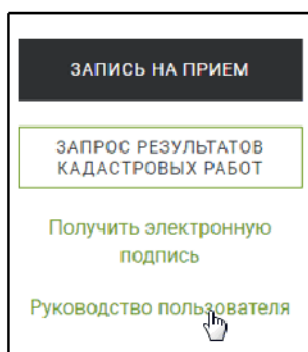 ЗАПИСЬ НА ПРИЕМ
ЗАПРОС РЕЗУЛЬТАТОВ
КАДАСТРОВЫХ РАБОТ
Получить электронную
подпись
Руководство пользователя